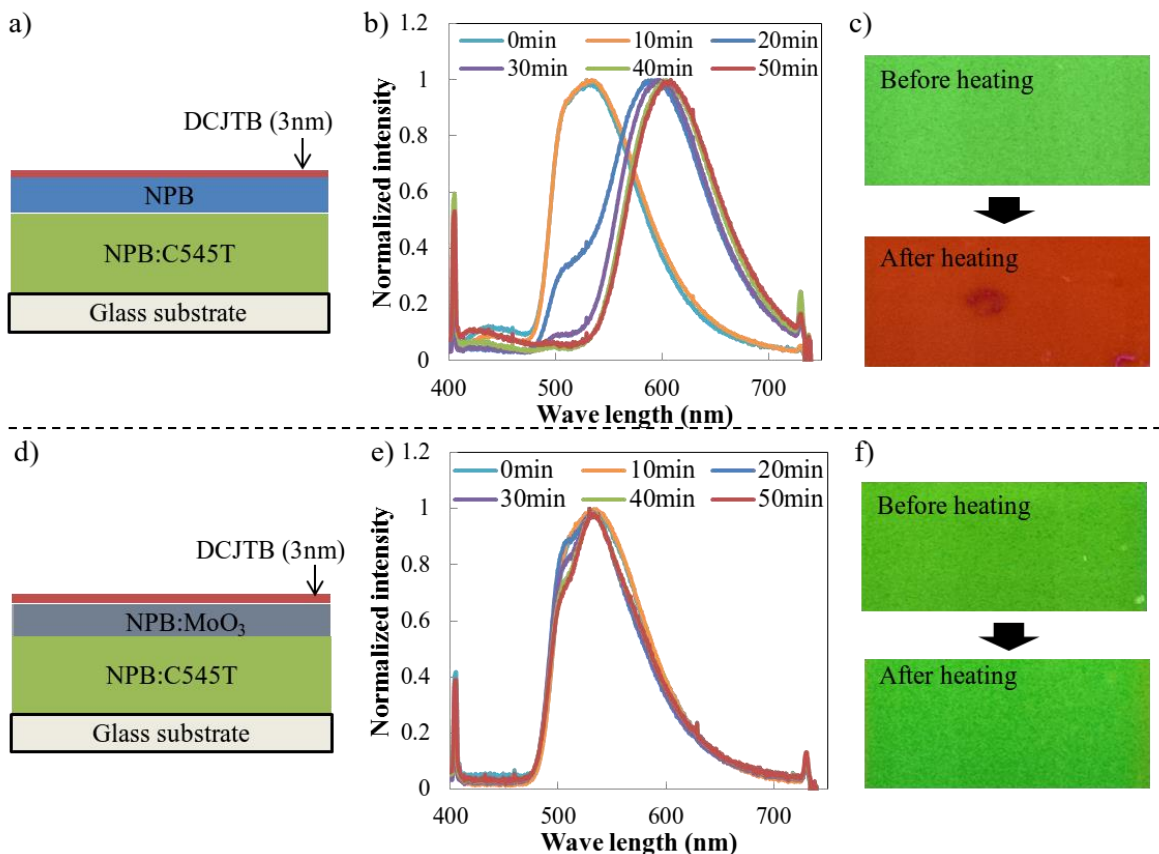 a)
DCJTB (3nm)
NPB
NPB:C545T
Glass substrate
b)
Normalized intensity
1.2
1
0.8
0.6
0.4
0.2
0
0min 10min 20min
30min 40min 50min
400 500 600 700
Wave length (nm)
c)
Before heating
After heating
d)
DCJTB (3nm)
NPB:MoO₃
NPB:C545T
Glass substrate
e)
Normalized intensity
1.2
1
0.8
0.6
0.4
0.2
0
0min 10min 20min
30min 40min 50min
400 500 600 700
Wave length (nm)
f)
Before heating
After heating